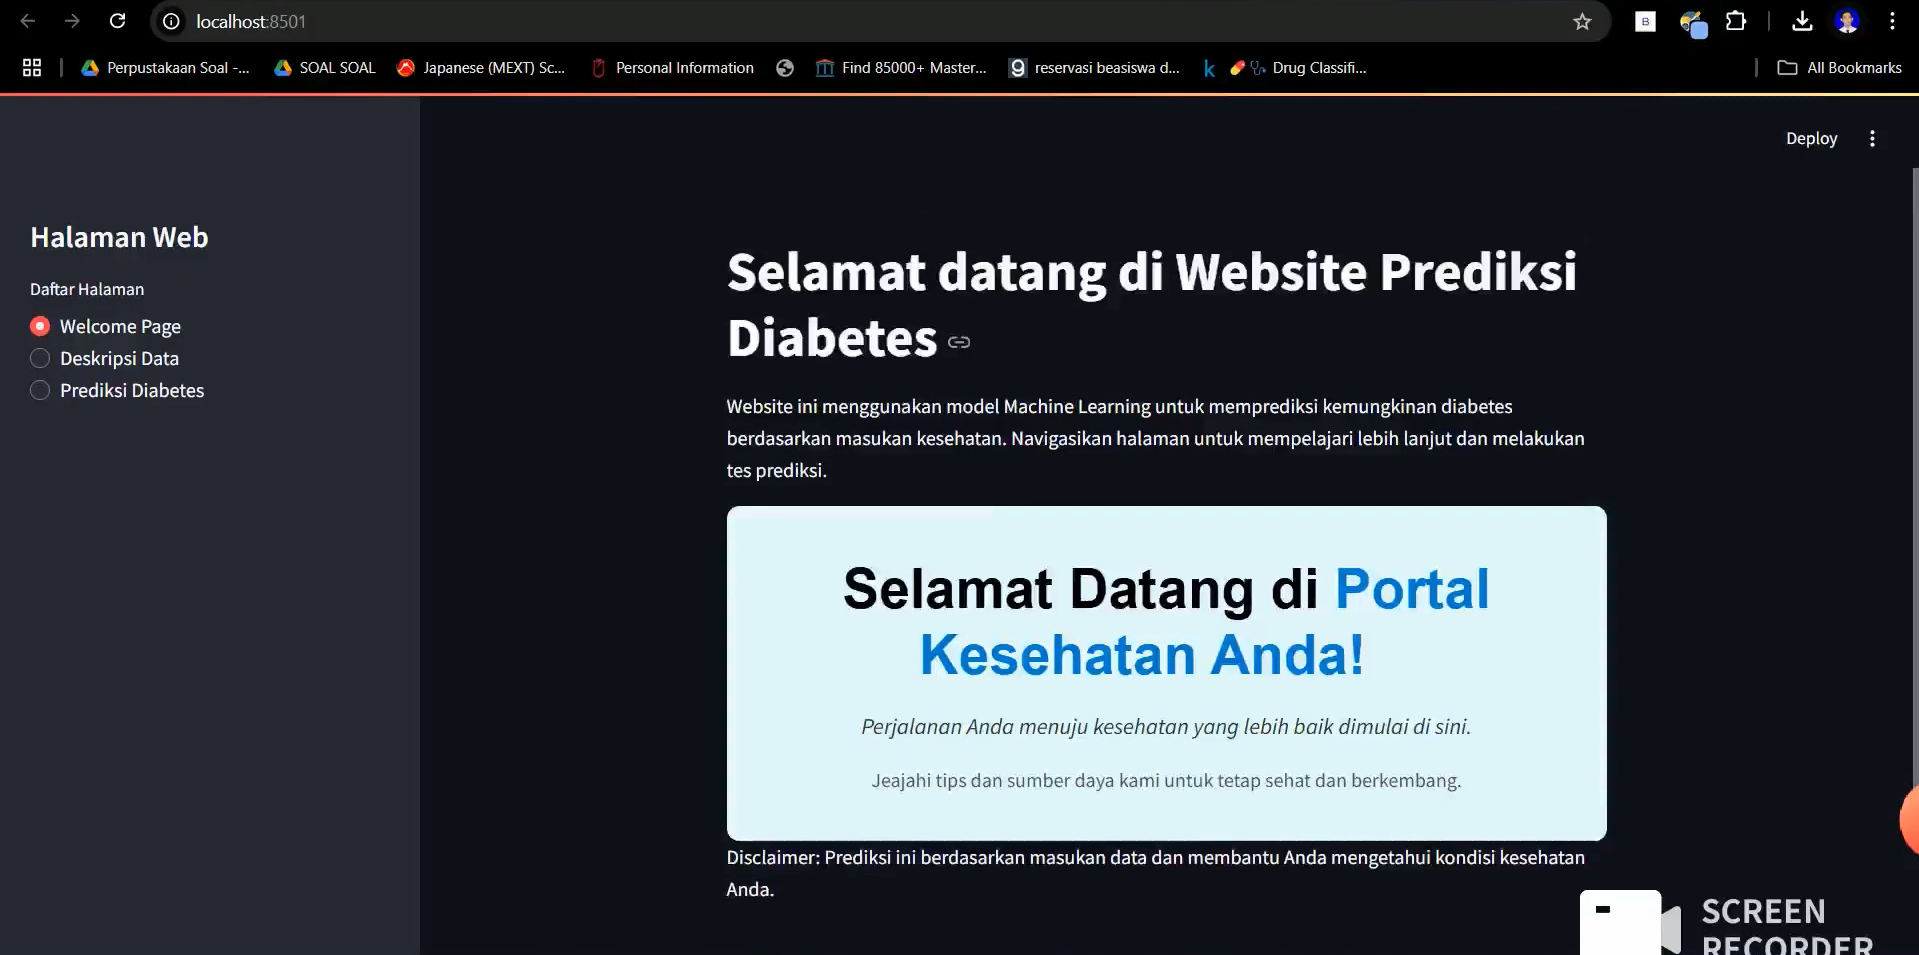 localhost:8501
Perpustakaan Soal -...
SOAL SOAL
Japanese (MEXT) Sc...
Personal Information
Find 85000+ Master...
reservasi beasiswa d...
Drug Classifi...
All Bookmarks
Deploy
Halaman Web
Daftar Halaman
Welcome Page
Deskripsi Data
Prediksi Diabetes
Selamat datang di Website Prediksi
Diabetes
Website ini menggunakan model Machine Learning untuk memprediksi kemungkinan diabetes
berdasarkan masukan kesehatan. Navigasikan halaman untuk mempelajari lebih lanjut dan melakukan
tes prediksi.
Selamat Datang di Portal
Kesehatan Anda!
Perjalanan Anda menuju kesehatan yang lebih baik dimulai di sini.
Jeajahi tips dan sumber daya kami untuk tetap sehat dan berkembang.
Disclaimer: Prediksi ini berdasarkan masukan data dan membantu Anda mengetahui kondisi kesehatan
Anda.
SCREEN
RECORDER